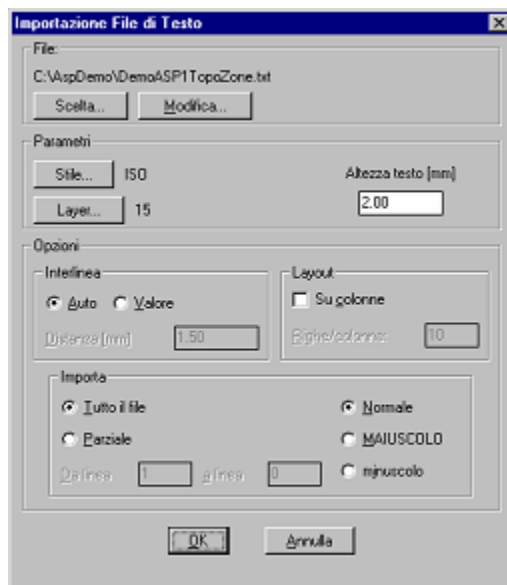 Importazione File di Testo
File:
C:\AspDemo\DemoASP1TopoZone.txt
Scelta... Modifica...
Parametri
Stile... ISO Altezza testo [mm]
Layer... 15 2.00
Opzioni
Interlinea Layout
Auto Valore Su colonne
Distanza [mm] 1.50 Righe/colonne: 10
Importa
Tutto il file Normale
Parziale MAIUSCOLO
Da linea 1 a linea 0 minuscolo
OK Annulla